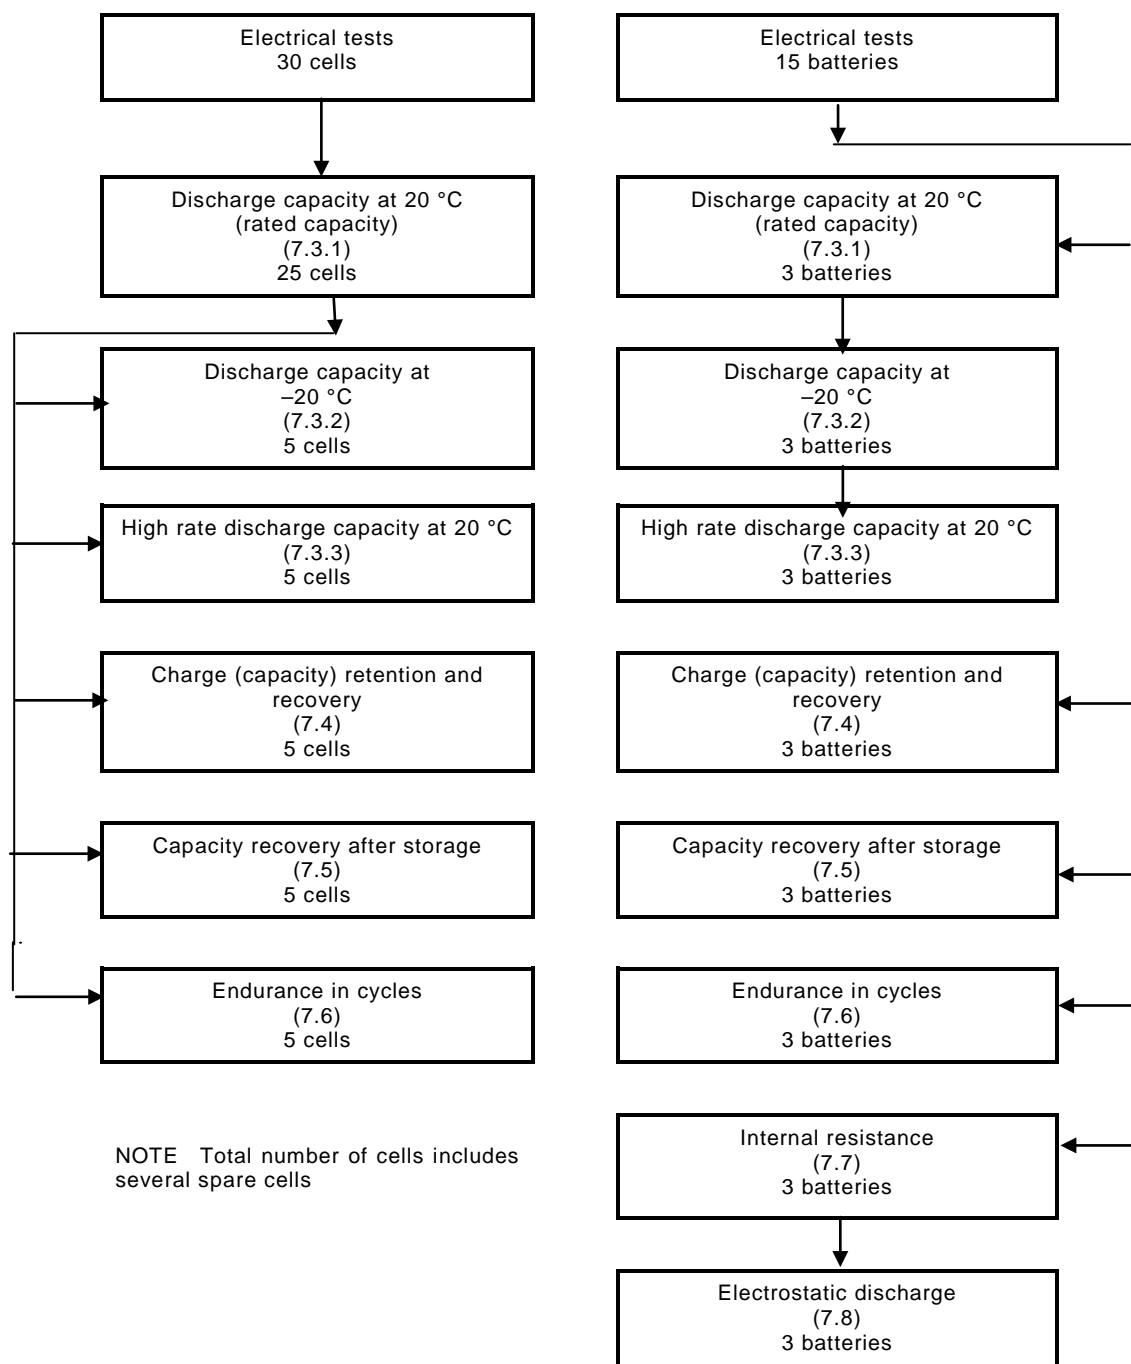 Electrical tests
30 cells
Discharge capacity at 20 °C
(rated capacity)
(7.3.1)
25 cells
Discharge capacity at
–20 °C
(7.3.2)
5 cells
High rate discharge capacity at 20 °C
(7.3.3)
5 cells
Charge (capacity) retention and
recovery
(7.4)
5 cells
Capacity recovery after storage
(7.5)
5 cells
Endurance in cycles
(7.6)
5 cells
NOTE Total number of cells includes
several spare cells
Electrical tests
15 batteries
Discharge capacity at 20 °C
(rated capacity)
(7.3.1)
3 batteries
Discharge capacity at
–20 °C
(7.3.2)
3 batteries
High rate discharge capacity at 20 °C
(7.3.3)
3 batteries
Charge (capacity) retention and
recovery
(7.4)
3 batteries
Capacity recovery after storage
(7.5)
3 batteries
Endurance in cycles
(7.6)
3 batteries
Internal resistance
(7.7)
3 batteries
Electrostatic discharge
(7.8)
3 batteries